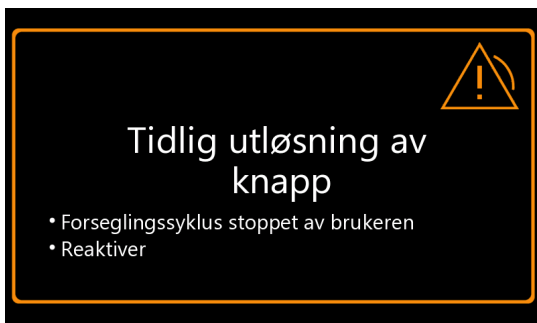 Tidlig utløsning av
knapp
• Forseglingssyklus stoppet av brukeren
• Reaktiver